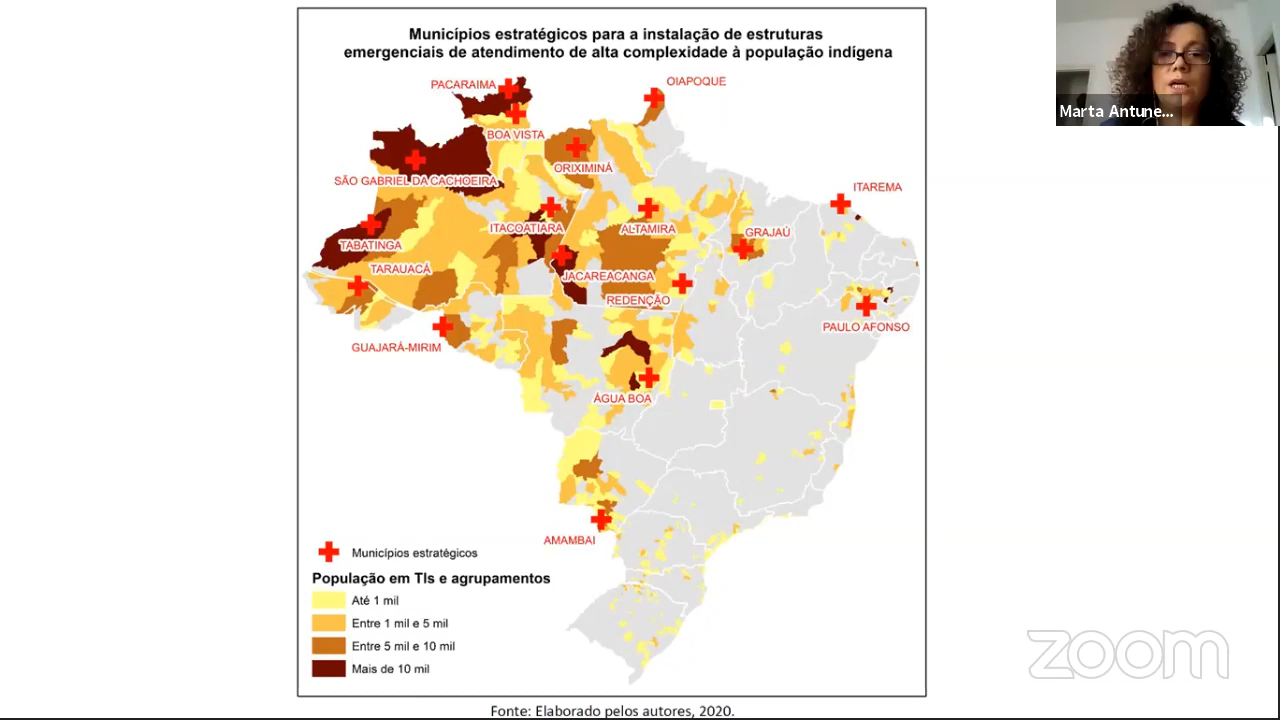 Municípios estratégicos para a instalação de estruturas
emergenciais de atendimento de alta complexidade à população indígena
PACARAIMA
OIAPOQUE
BOA VISTA
ORIXIMINÁ
SÃO GABRIEL DA CACHOEIRA
ITAREMA
ITACOATIARA
ALTAMIRA
GRAJAÚ
TABATINGA
TARAUACÁ
JACAREACANGA
REDENÇÃO
PAULO AFONSO
GUAJARÁ-MIRIM
ÁGUA BOA
AMAMBAI
Municípios estratégicos
População em TIs e agrupamentos
Até 1 mil
Entre 1 mil e 5 mil
Entre 5 mil e 10 mil
Mais de 10 mil
Fonte: Elaborado pelos autores, 2020.
Marta Antune...
zoom